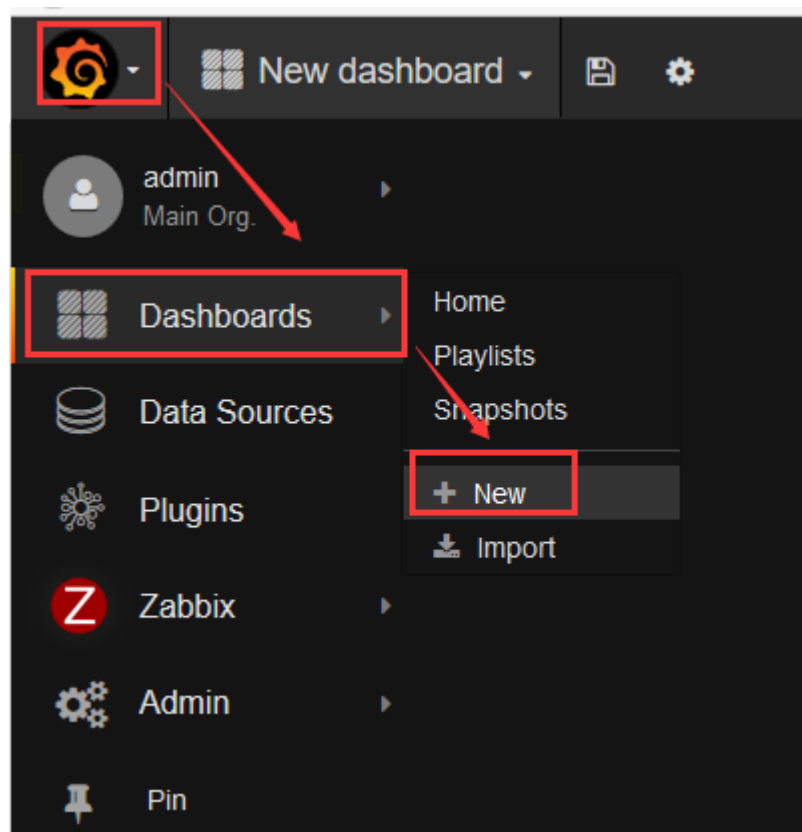 New dashboard
admin
Main Org.
Dashboards
Home
Playlists
Snapshots
Data Sources
New
Import
Plugins
Z Zabbix
Admin
Pin